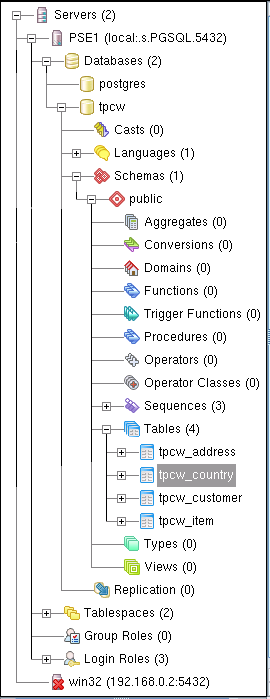 Servers (2)
PSE1 (local:.s.PGSQL.5432)
Databases (2)
postgres
tpcw
Casts (0)
Languages (1)
Schemas (1)
public
Aggregates (0)
Conversions (0)
Domains (0)
Functions (0)
Trigger Functions (0)
Procedures (0)
Operators (0)
Operator Classes (0)
Sequences (3)
Tables (4)
tpcw_address
tpcw_country
tpcw_customer
tpcw_item
Types (0)
Views (0)
Replication (0)
Tablespaces (2)
Group Roles (0)
Login Roles (3)
win32 (192.168.0.2:5432)